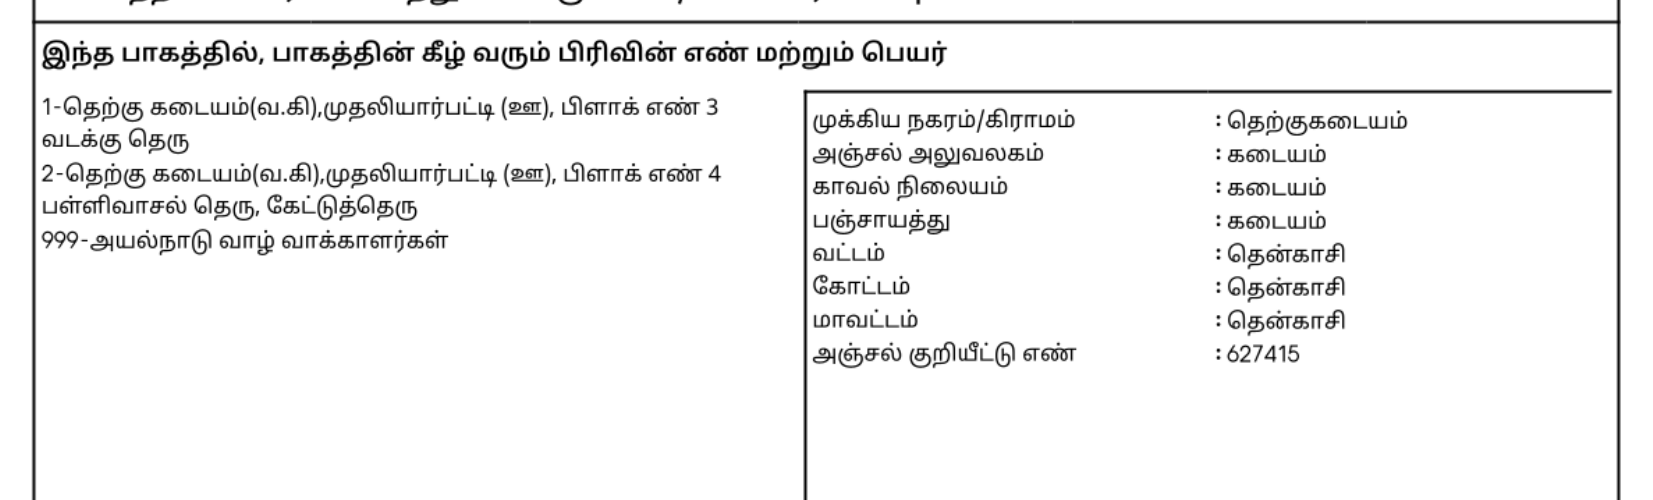 இந்த பாகத்தில், பாகத்தின் கீழ் வரும் பிரிவின் எண் மற்றும் பெயர்
1-தெற்கு கடையம்(வ.கி),முதலியார்பட்டி (ஊ), பிளாக் எண் 3
வடக்கு தெரு
2-தெற்கு கடையம்(வ.கி),முதலியார்பட்டி (ஊ), பிளாக் எண் 4
பள்ளிவாசல் தெரு, கேட்டுத்தெரு
999-அயல்நாடு வாழ் வாக்காளர்கள்
முக்கிய நகரம்/கிராமம் : தெற்குகடையம்
அஞ்சல் அலுவலகம் : கடையம்
காவல் நிலையம் : கடையம்
பஞ்சாயத்து : கடையம்
வட்டம் : தென்காசி
கோட்டம் : தென்காசி
மாவட்டம் : தென்காசி
அஞ்சல் குறியீட்டு எண் : 627415